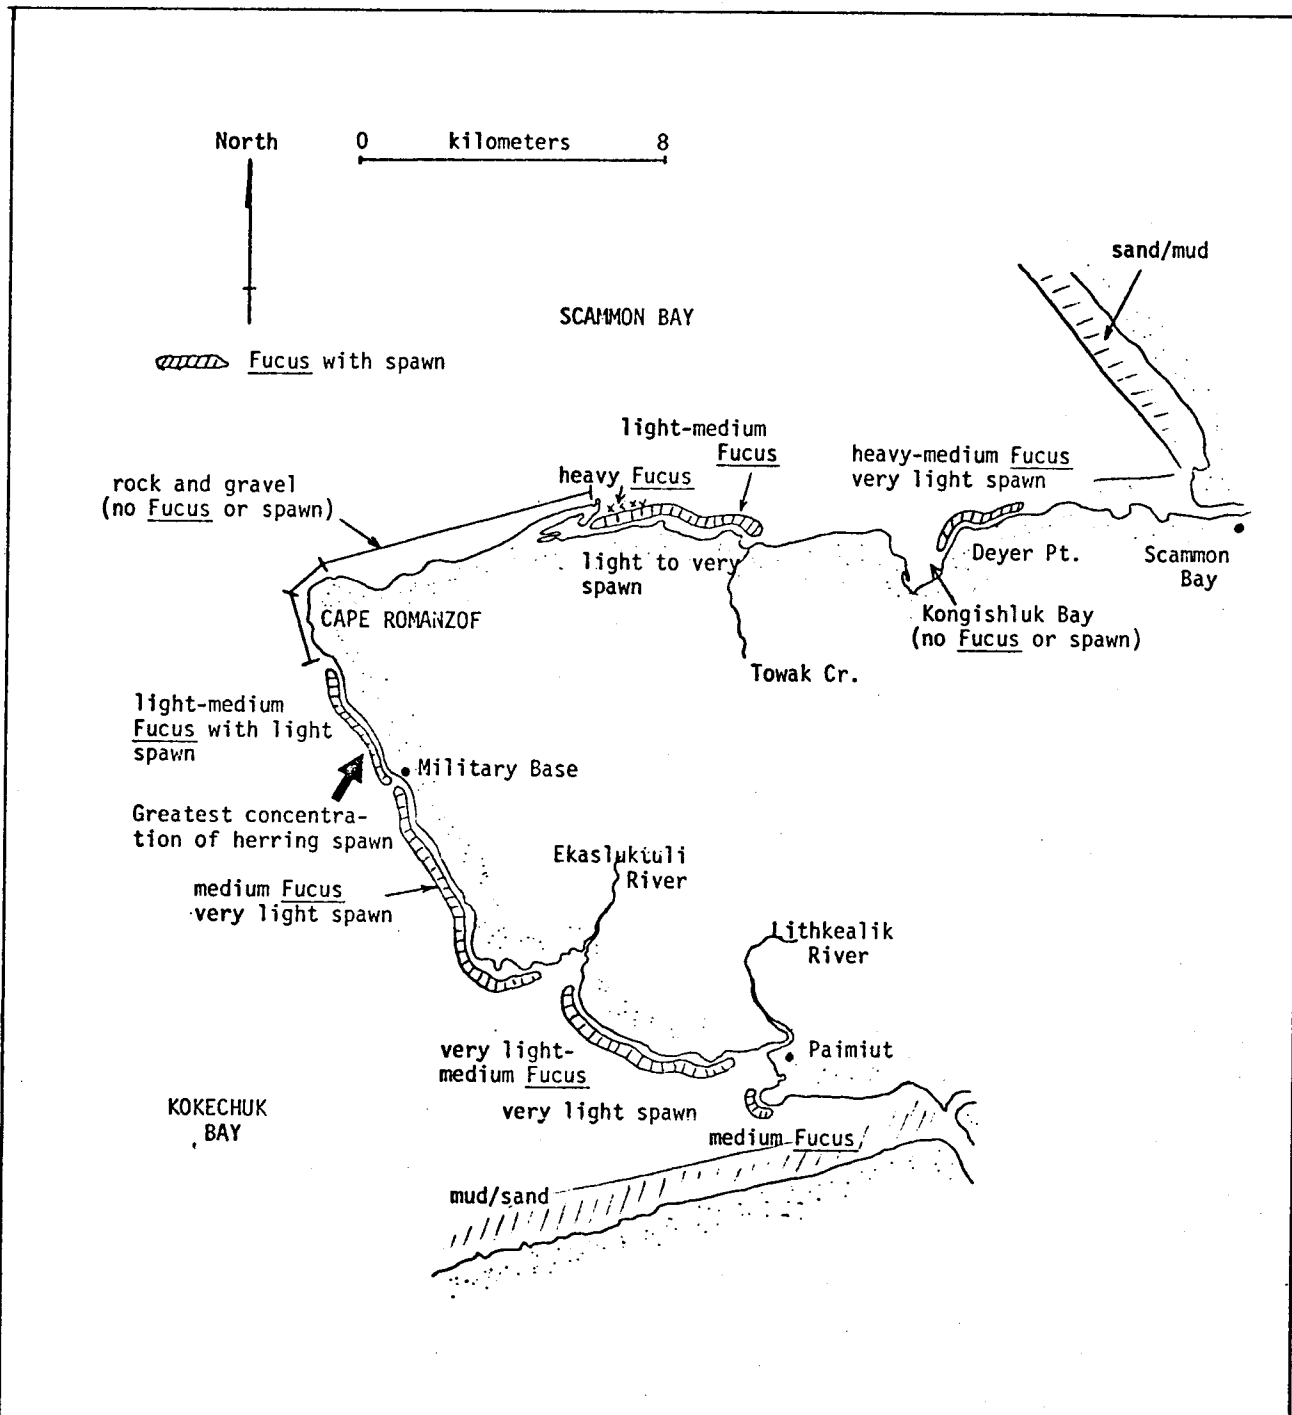 North
0 kilometers 8
sand/mud
SCAMMON BAY
Fucus with spawn
light-medium
Fucus
heavy-medium Fucus
very light spawn
heavy Fucus
rock and gravel
(no Fucus or spawn)
light to very
spawn
Deyer Pt.
Scammon
Bay
CAPE ROMANZOF
Kongishluk Bay
(no Fucus or spawn)
Towak Cr.
light-medium
Fucus with light
spawn
Military Base
Greatest concentra-
tion of herring spawn
Ekasluktuli
River
medium Fucus
very light spawn
Lithkealik
River
very light-
medium Fucus
Paimiut
very light spawn
KOKECHUK
BAY
medium Fucus
mud/sand